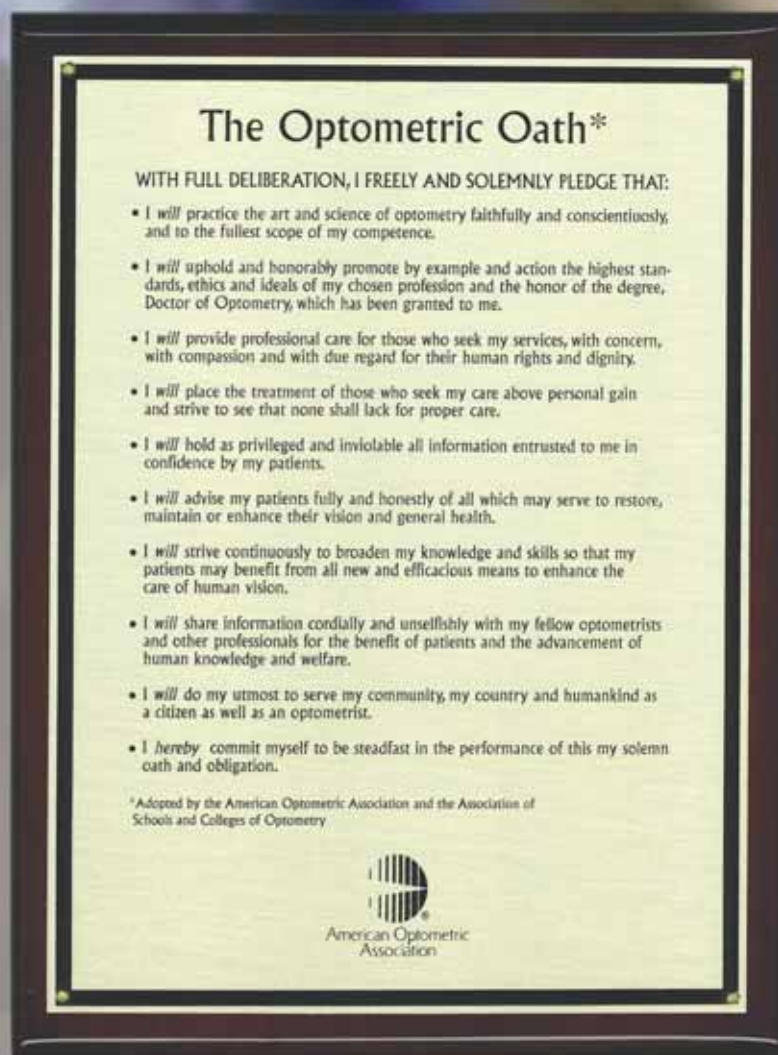 The Optometric Oath*
WITH FULL DELIBERATION, I FREELY AND SOLEMNLY PLEDGE THAT:
• I will practice the art and science of optometry faithfully and conscientiously,
and to the fullest scope of my competence.
• I will uphold and honorably promote by example and action the highest stan-
dards, ethics and ideals of my chosen profession and the honor of the degree,
Doctor of Optometry, which has been granted to me.
• I will provide professional care for those who seek my services, with concern,
with compassion and with due regard for their human rights and dignity.
• I will place the treatment of those who seek my care above personal gain
and strive to see that none shall lack for proper care.
• I will hold as privileged and inviolable all information entrusted to me in
confidence by my patients.
• I will advise my patients fully and honestly of all which may serve to restore,
maintain or enhance their vision and general health.
• I will strive continuously to broaden my knowledge and skills so that my
patients may benefit from all new and efficacious means to enhance the
care of human vision.
• I will share information cordially and unselfishly with my fellow optometrists
and other professionals for the benefit of patients and the advancement of
human knowledge and welfare.
• I will do my utmost to serve my community, my country and humankind as
a citizen as well as an optometrist.
• I hereby commit myself to be steadfast in the performance of this my solemn
oath and obligation.
*Adopted by the American Optometric Association and the Association of
Schools and Colleges of Optometry
®
American Optometric
Association